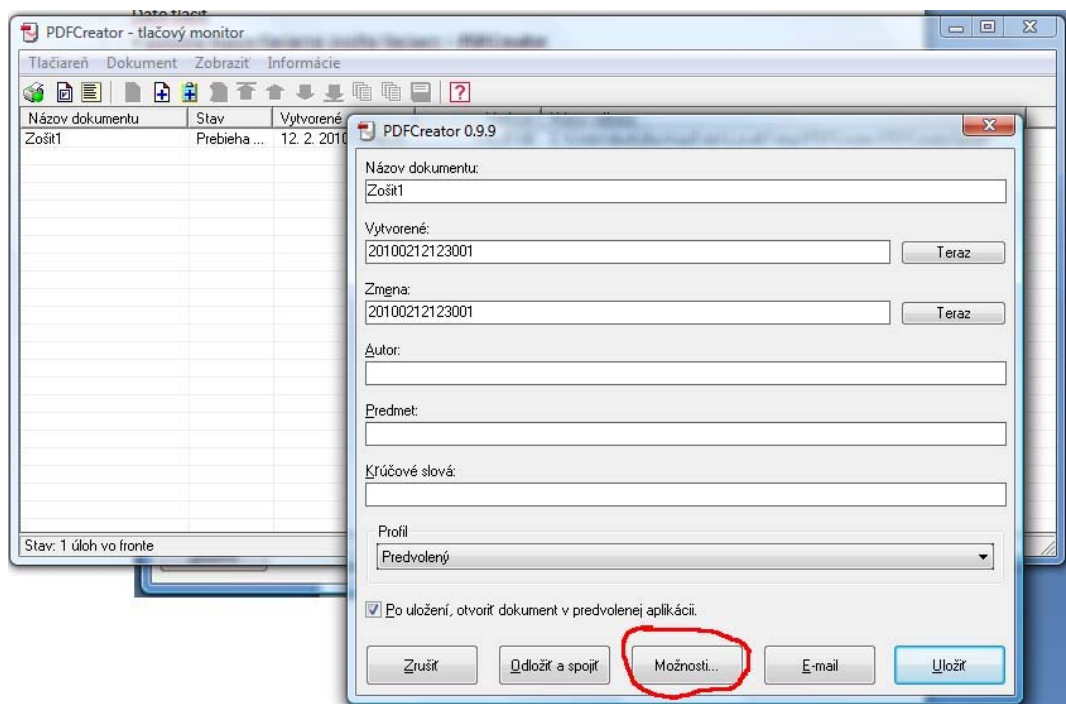 Dato tlačiť
PDFCreator - tlačový monitor
Tlačiareň Dokument Zobraziť Informácie
Názov dokumentu Stav Vytvorené
Zošit1 Prebieha ... 12. 2. 2010
Stav: 1 úloh vo fronte
PDFCreator 0.9.9
Názov dokumentu:
Zošit1
Vytvorené:
20100212123001 Teraz
Zmena:
20100212123001 Teraz
Autor:
Predmet:
Kľúčové slová:
Profil
Predvolený
Po uložení, otvoriť dokument v predvolenej aplikácii.
Zrušiť Odložiť a spojiť Možnosti... E-mail Uložiť